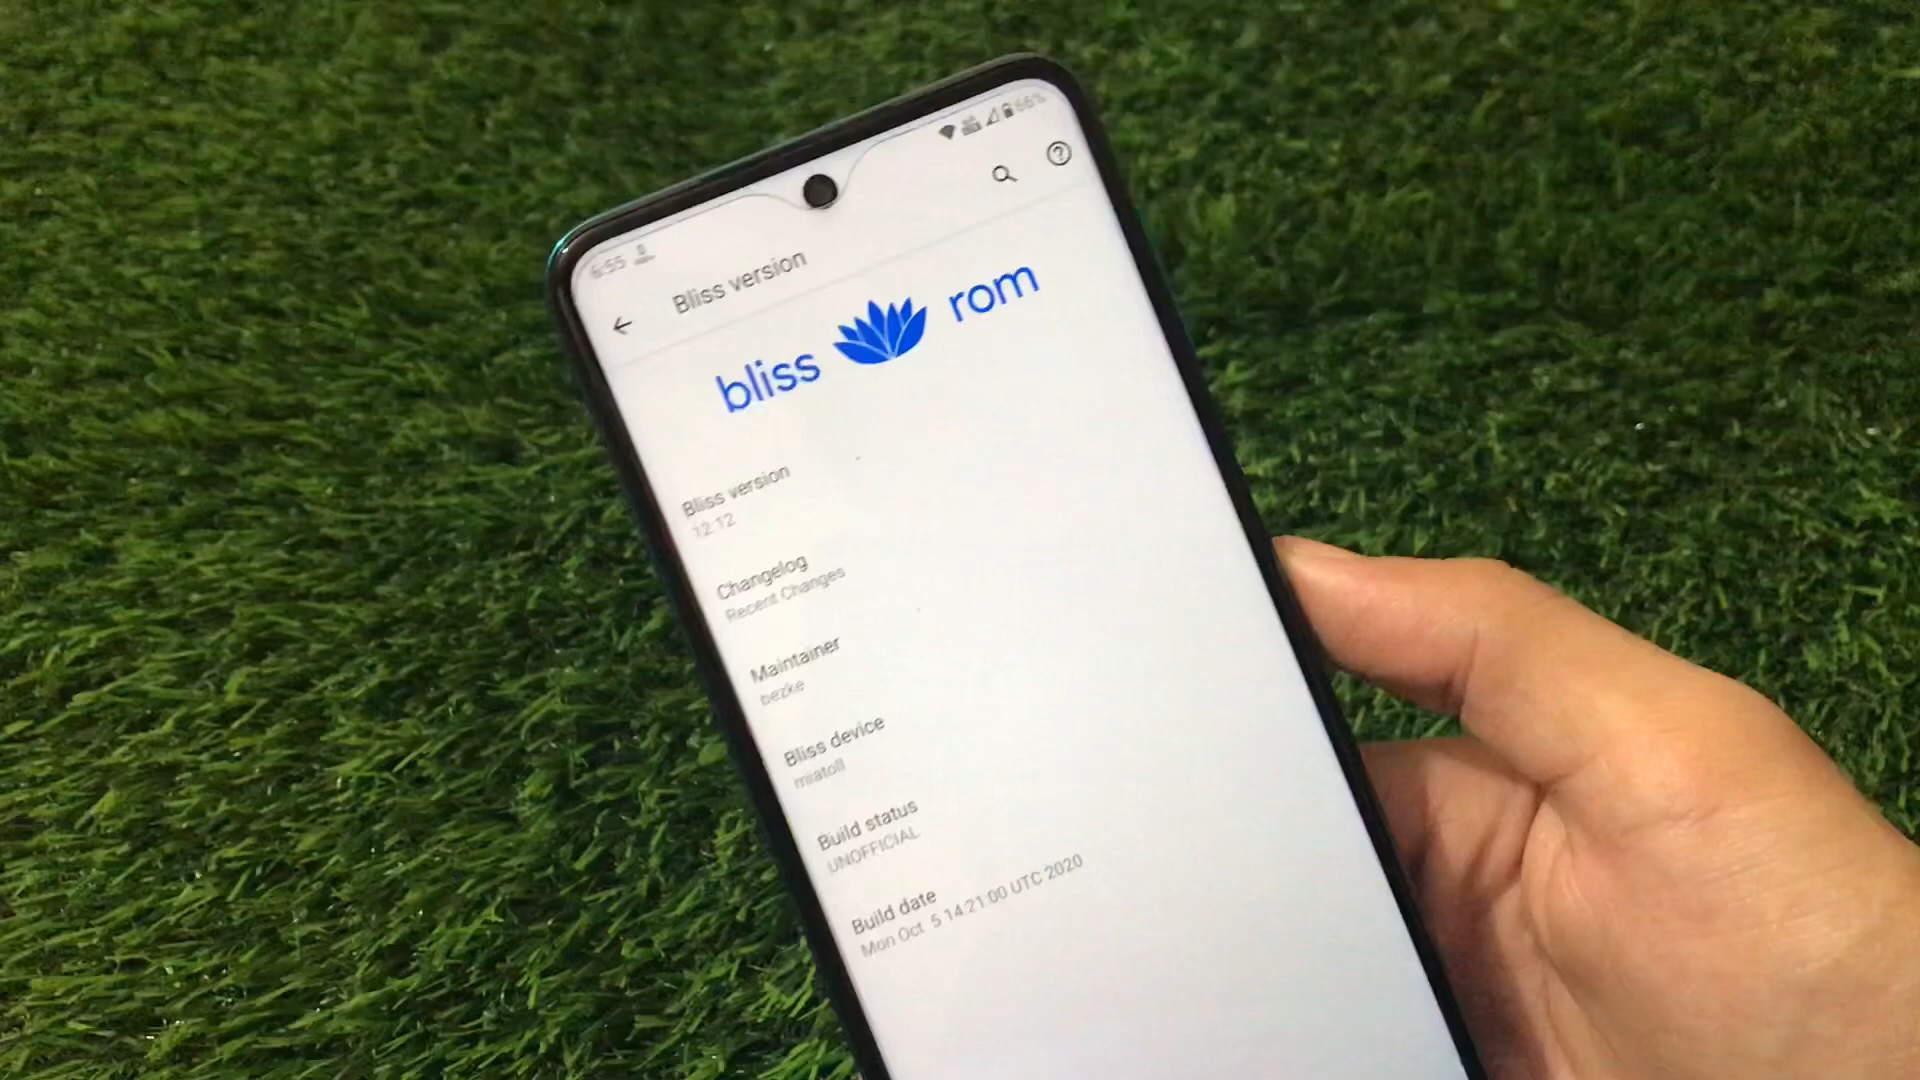 6:55 66%
Bliss version
bliss rom
Bliss version
12.12
Changelog
Recent Changes
Maintainer
bezke
Bliss device
miatoll
Build status
UNOFFICIAL
Build date
Mon Oct 5 14:21:00 UTC 2020